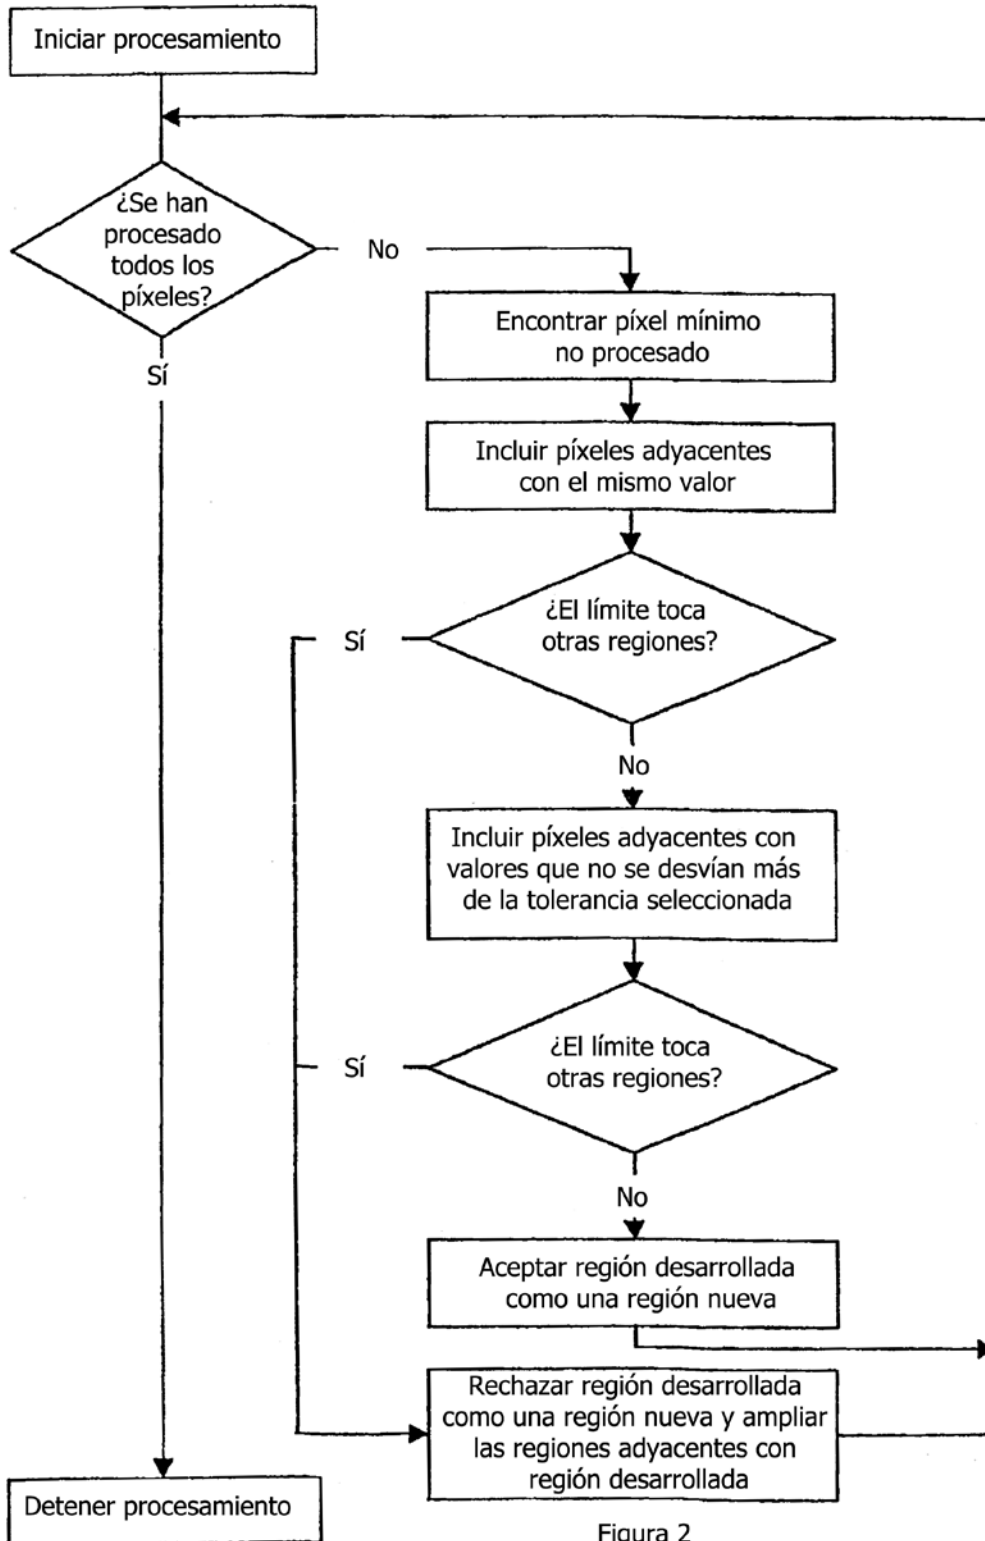 Iniciar procesamiento
¿Se han
procesado
todos los
píxeles?
No
Sí
Encontrar píxel mínimo
no procesado
Incluir píxeles adyacentes
con el mismo valor
¿El límite toca
otras regiones?
Sí
No
Incluir píxeles adyacentes con
valores que no se desvían más
de la tolerancia seleccionada
¿El límite toca
otras regiones?
Sí
No
Aceptar región desarrollada
como una región nueva
Rechazar región desarrollada
como una región nueva y ampliar
las regiones adyacentes con
región desarrollada
Detener procesamiento
Figura 2